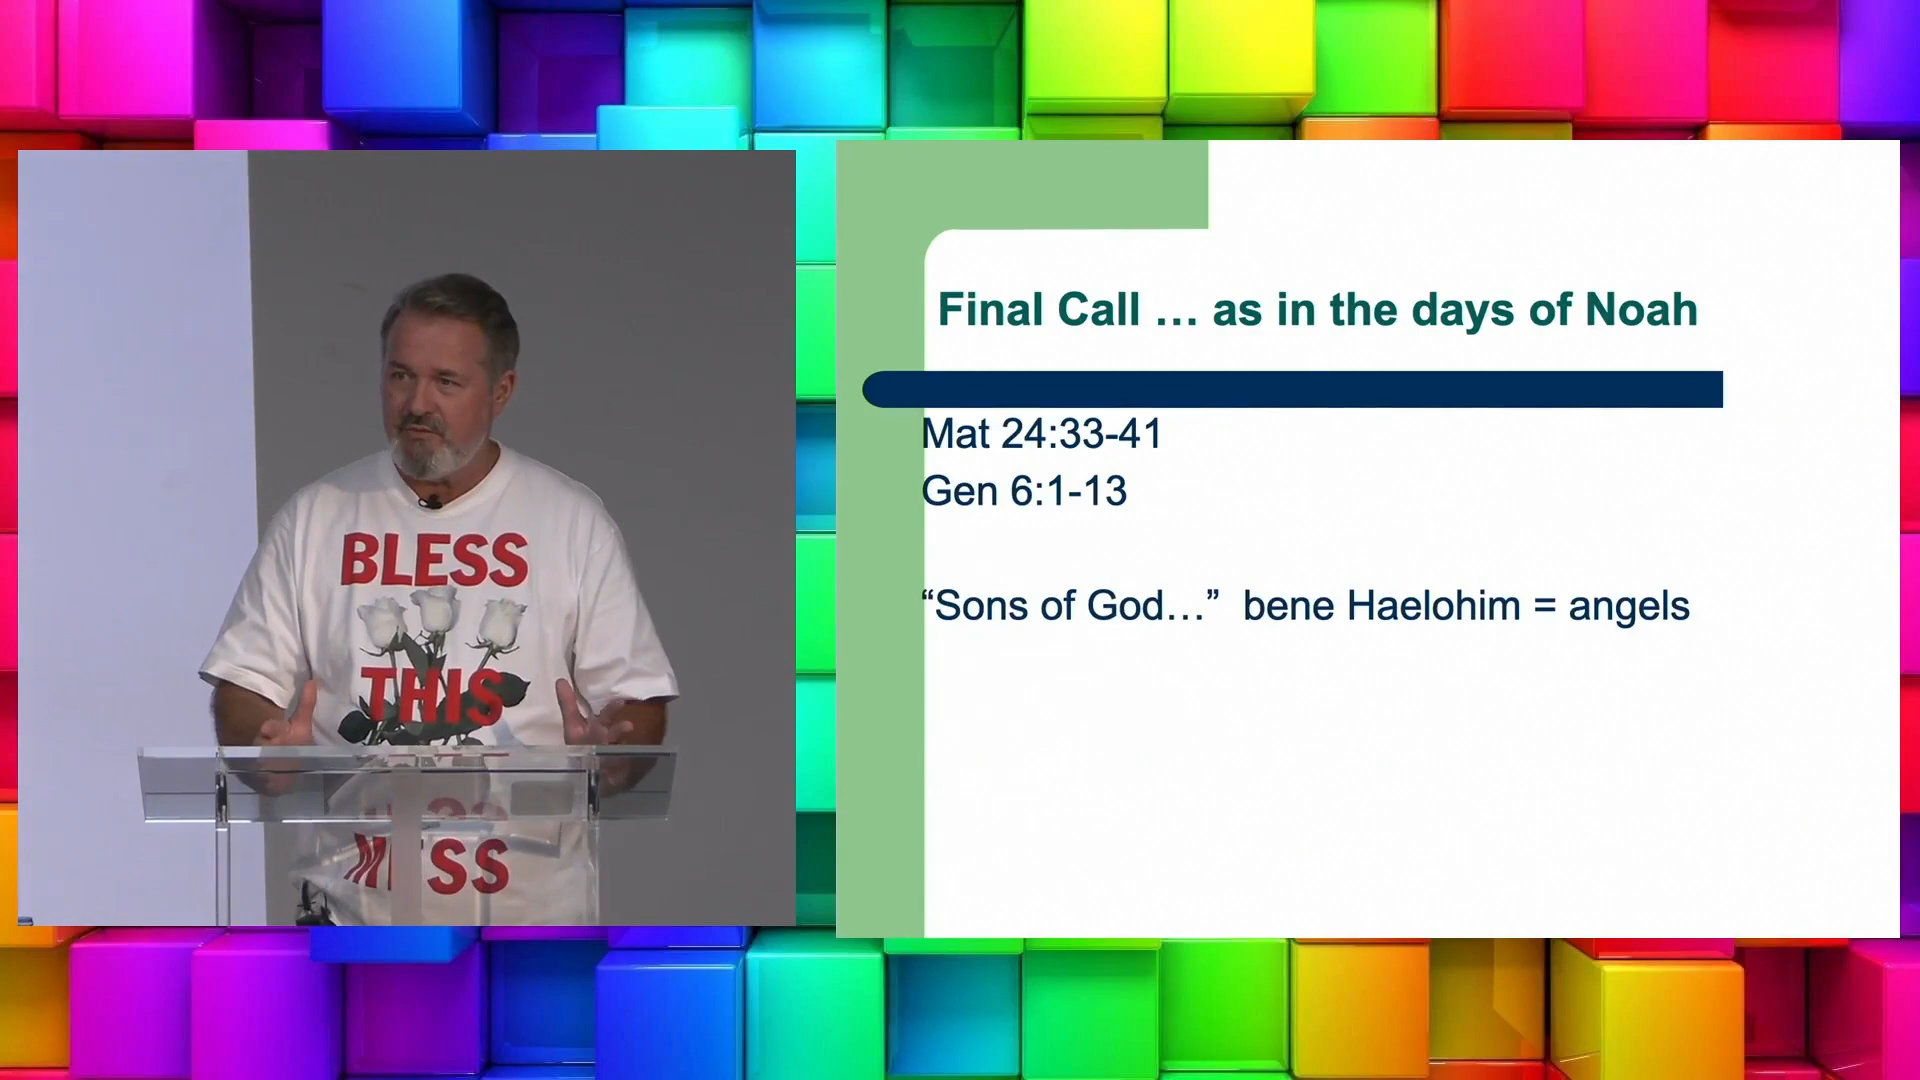 BLESS
THIS
M SS
Final Call … as in the days of Noah
Mat 24:33-41
Gen 6:1-13
“Sons of God…”  bene Haelohim = angels